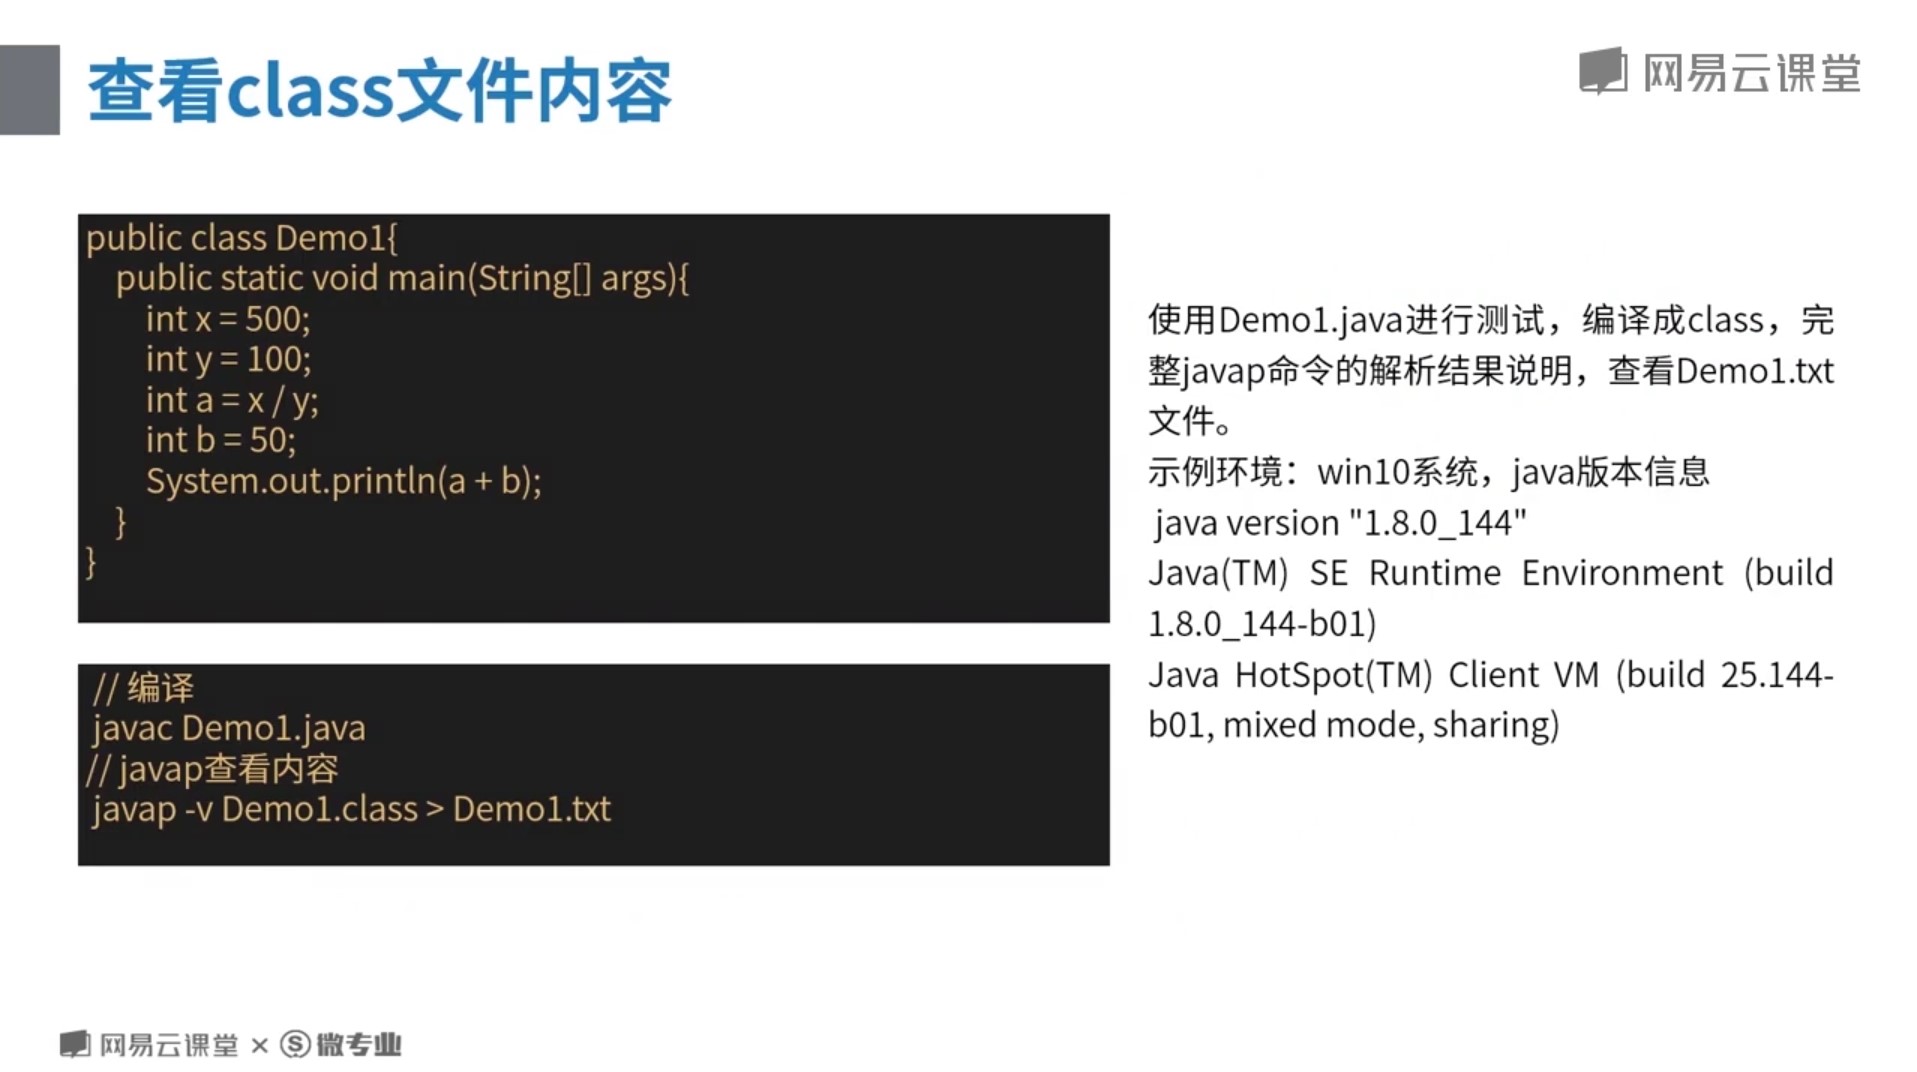 查看class文件内容
网易云课堂
public class Demo1{
public static void main(String[] args){
int x = 500;
int y = 100;
int a = x / y;
int b = 50;
System.out.println(a + b);
}
}
// 编译
javac Demo1.java
// javap查看内容
javap -v Demo1.class > Demo1.txt
使用Demo1.java进行测试，编译成class，完
整javap命令的解析结果说明，查看Demo1.txt
文件。
示例环境：win10系统，java版本信息
java version "1.8.0_144"
Java(TM) SE Runtime Environment (build
1.8.0_144-b01)
Java HotSpot(TM) Client VM (build 25.144-
b01, mixed mode, sharing)
网易云课堂 × Ⓢ 微专业